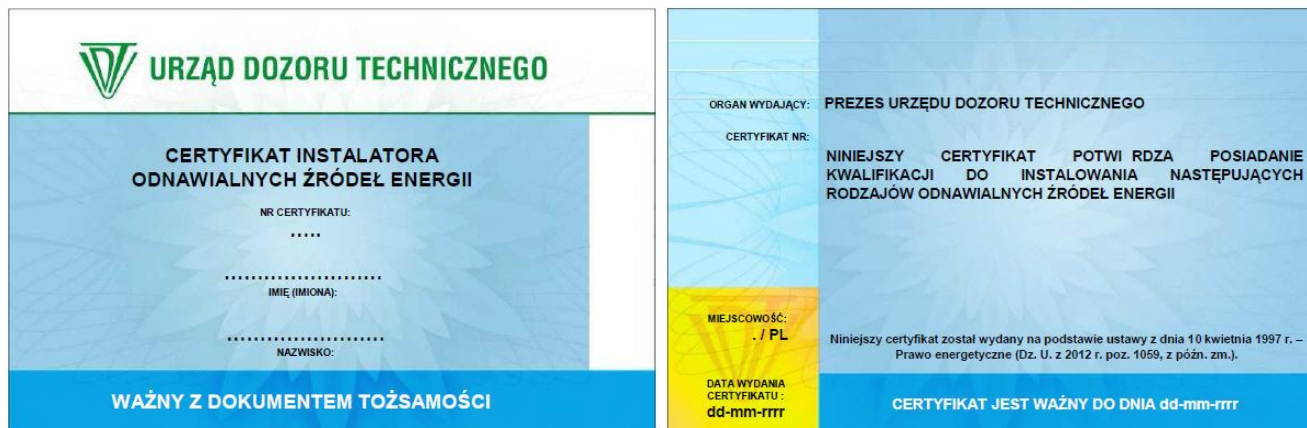 UDT URZĄD DOZORU TECHNICZNEGO
CERTYFIKAT INSTALATORA
ODNAWIALNYCH ŹRÓDEŁ ENERGII
NR CERTYFIKATU:
.....
........................
IMIĘ (IMIONA):
........................
NAZWISKO:
WAŻNY Z DOKUMENTEM TOŻSAMOŚCI
ORGAN WYDAJĄCY: PREZES URZĘDU DOZORU TECHNICZNEGO
CERTYFIKAT NR:
NINIEJSZY CERTYFIKAT POTWI RDZA POSIADANIE
KWALIFIKACJI DO INSTALOWANIA NASTĘPUJĄCYCH
RODZAJÓW ODNAWIALNYCH ŹRÓDEŁ ENERGII
MIEJSCOWOŚĆ:
. / PL
Niniejszy certyfikat został wydany na podstawie ustawy z dnia 10 kwietnia 1997 r. –
Prawo energetyczne (Dz. U. z 2012 r. poz. 1059, z późn. zm.).
DATA WYDANIA
CERTYFIKATU :
dd-mm-rrrr
CERTYFIKAT JEST WAŻNY DO DNIA dd-mm-rrrr